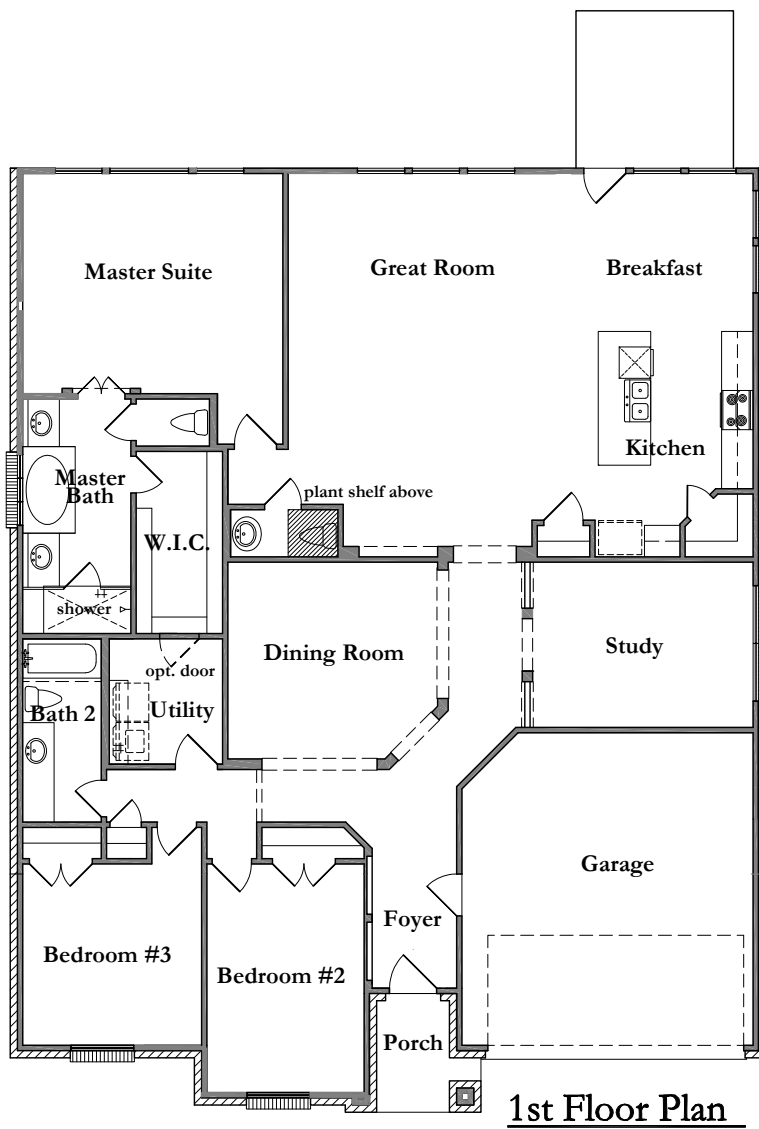 Master Suite
Great Room
Breakfast
Kitchen
Master
Bath
plant shelf above
W.I.C.
shower
Dining Room
Study
opt. door
Utility
Bath 2
Garage
Foyer
Bedroom #3
Bedroom #2
Porch
1st Floor Plan